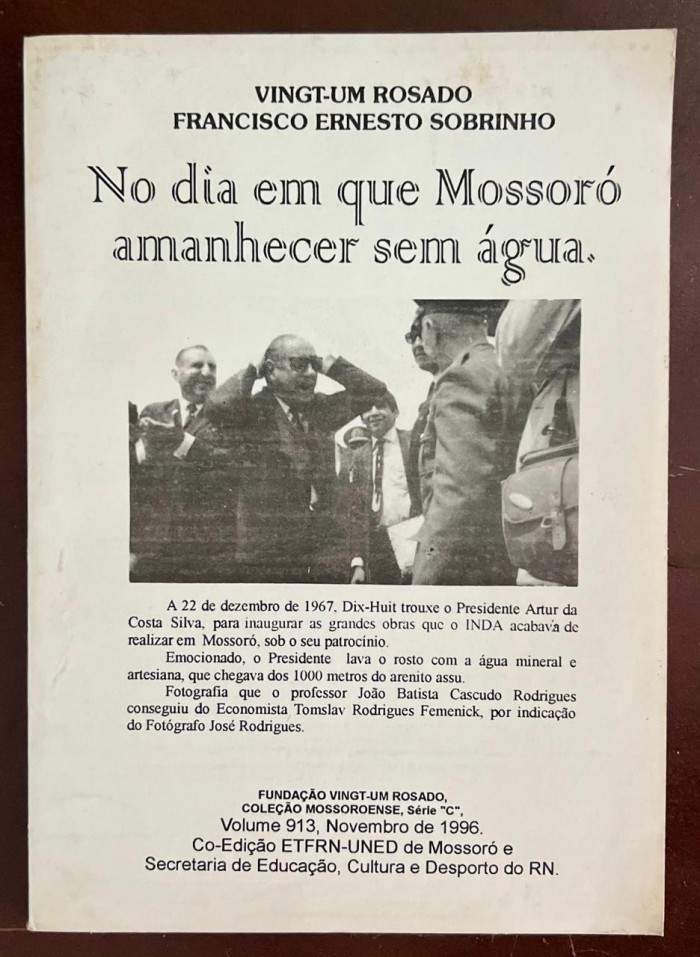 VINGT-UM ROSADO
FRANCISCO ERNESTO SOBRINHO
No dia em que Mossoró
amanhecer sem água.
A 22 de dezembro de 1967, Dix-Huit trouxe o Presidente Artur da
Costa Silva, para inaugurar as grandes obras que o INDA acabava de
realizar em Mossoró, sob o seu patrocínio.
Emocionado, o Presidente lava o rosto com a água mineral e
artesiana, que chegava dos 1000 metros do arenito assu.
Fotografia que o professor João Batista Cascudo Rodrigues
conseguiu do Economista Tomslav Rodrigues Femenick, por indicação
do Fotógrafo José Rodrigues.
FUNDAÇÃO VINGT-UM ROSADO,
COLEÇÃO MOSSOROENSE, Série "C",
Volume 913, Novembro de 1996.
Co-Edição ETFRN-UNED de Mossoró e
Secretaria de Educação, Cultura e Desporto do RN.